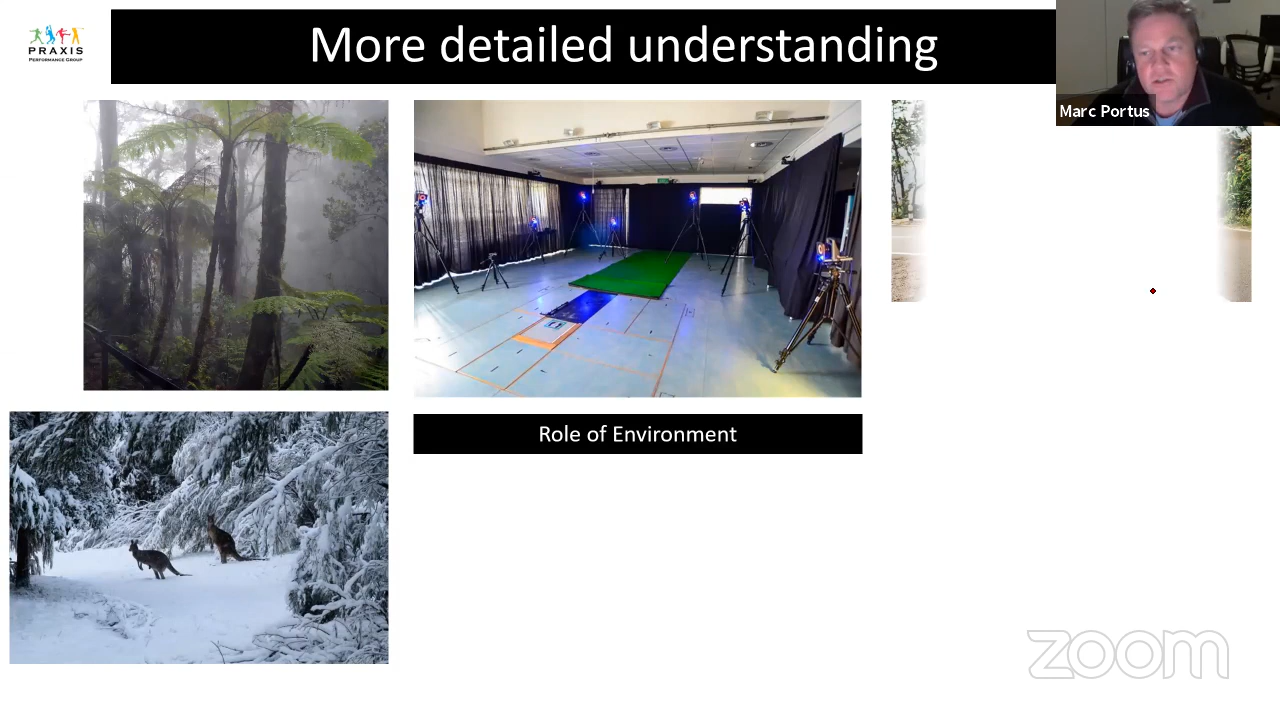 PRAXIS
PERFORMANCE GROUP
More detailed understanding
Marc Portus
Role of Environment
zoom